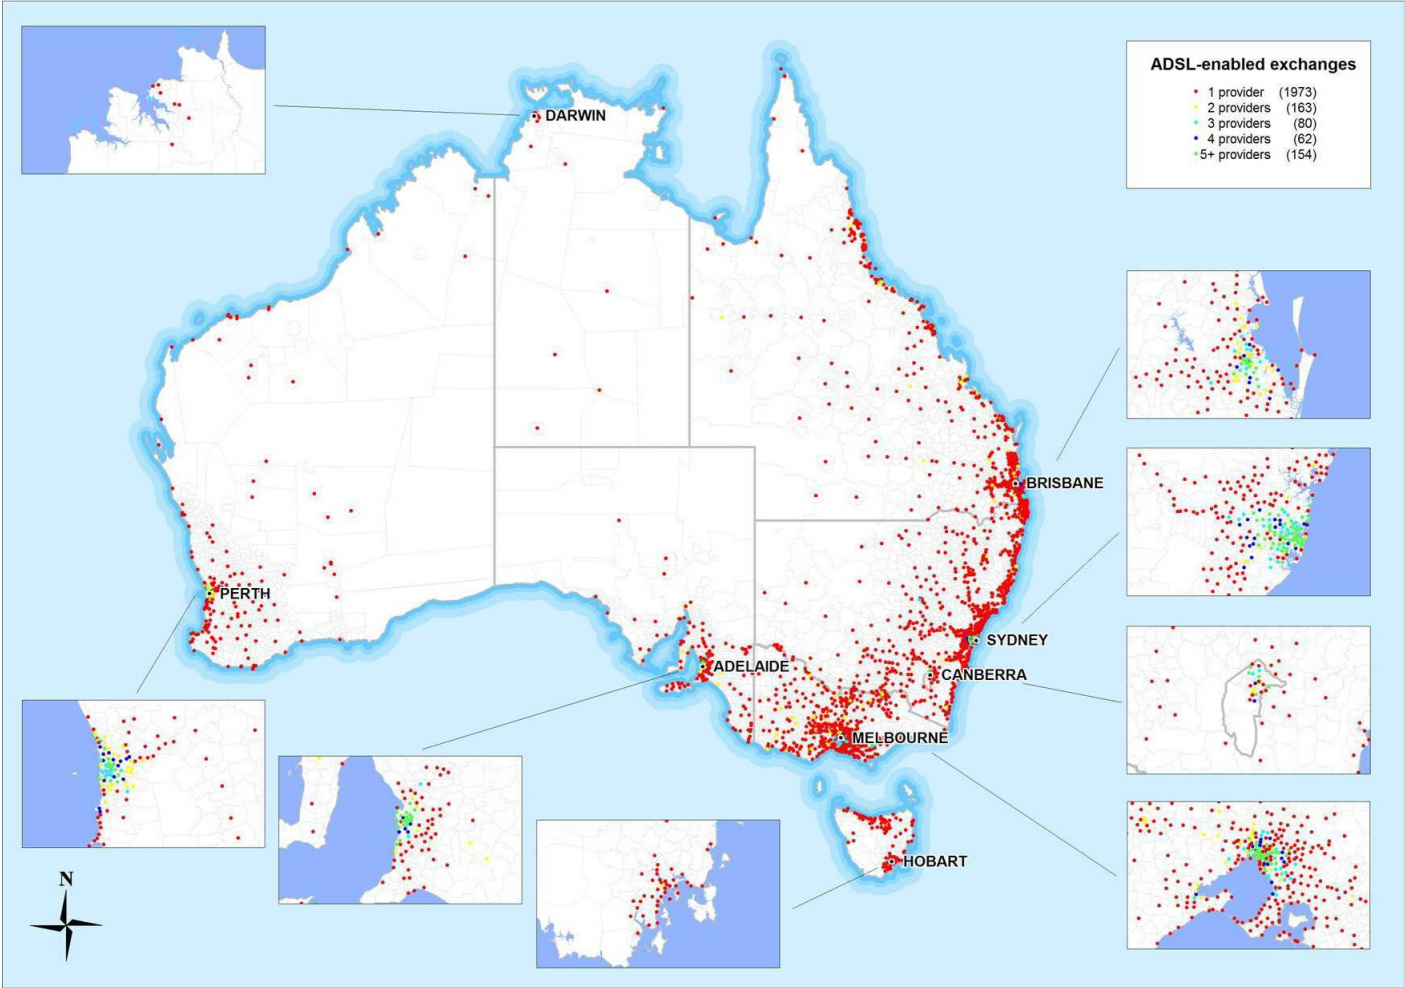 ADSL-enabled exchanges
1 provider (1973)
2 providers (163)
3 providers (80)
4 providers (62)
5+ providers (154)
DARWIN
BRISBANE
PERTH
SYDNEY
ADELAIDE
CANBERRA
MELBOURNE
HOBART
N